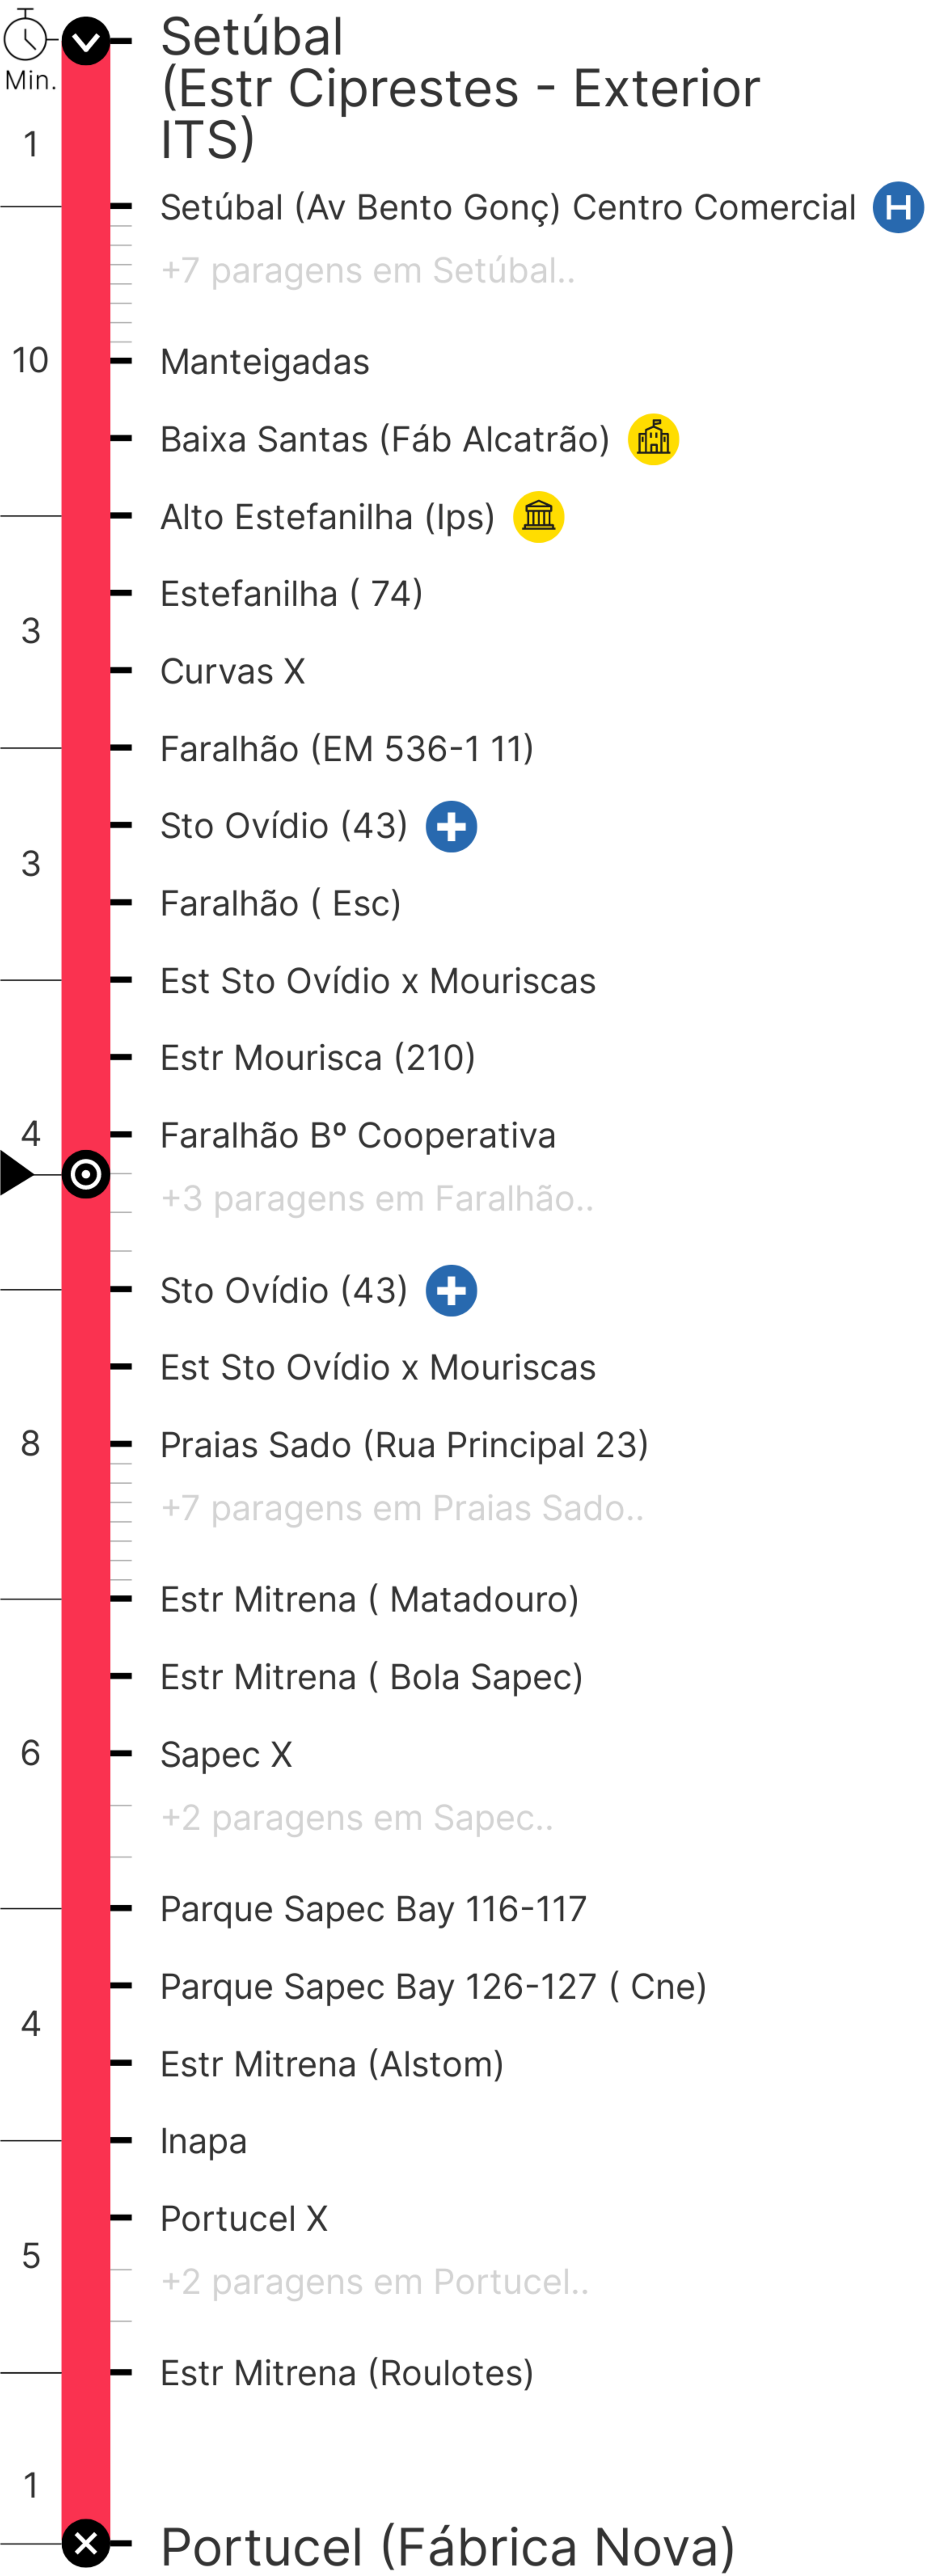 Setúbal
(Estr Ciprestes - Exterior
ITS)
Min.
1
Setúbal (Av Bento Gonç) Centro Comercial H
+7 paragens em Setúbal..
10
Manteigadas
Baixa Santas (Fáb Alcatrão)
Alto Estefanilha (Ips)
Estefanilha ( 74)
3
Curvas X
Faralhão (EM 536-1 11)
Sto Ovídio (43)
3
Faralhão ( Esc)
Est Sto Ovídio x Mouriscas
Estr Mourisca (210)
4
Faralhão Bº Cooperativa
+3 paragens em Faralhão..
Sto Ovídio (43)
Est Sto Ovídio x Mouriscas
8
Praias Sado (Rua Principal 23)
+7 paragens em Praias Sado..
Estr Mitrena ( Matadouro)
Estr Mitrena ( Bola Sapec)
6
Sapec X
+2 paragens em Sapec..
Parque Sapec Bay 116-117
Parque Sapec Bay 126-127 ( Cne)
4
Estr Mitrena (Alstom)
Inapa
Portucel X
5
+2 paragens em Portucel..
Estr Mitrena (Roulotes)
1
Portucel (Fábrica Nova)